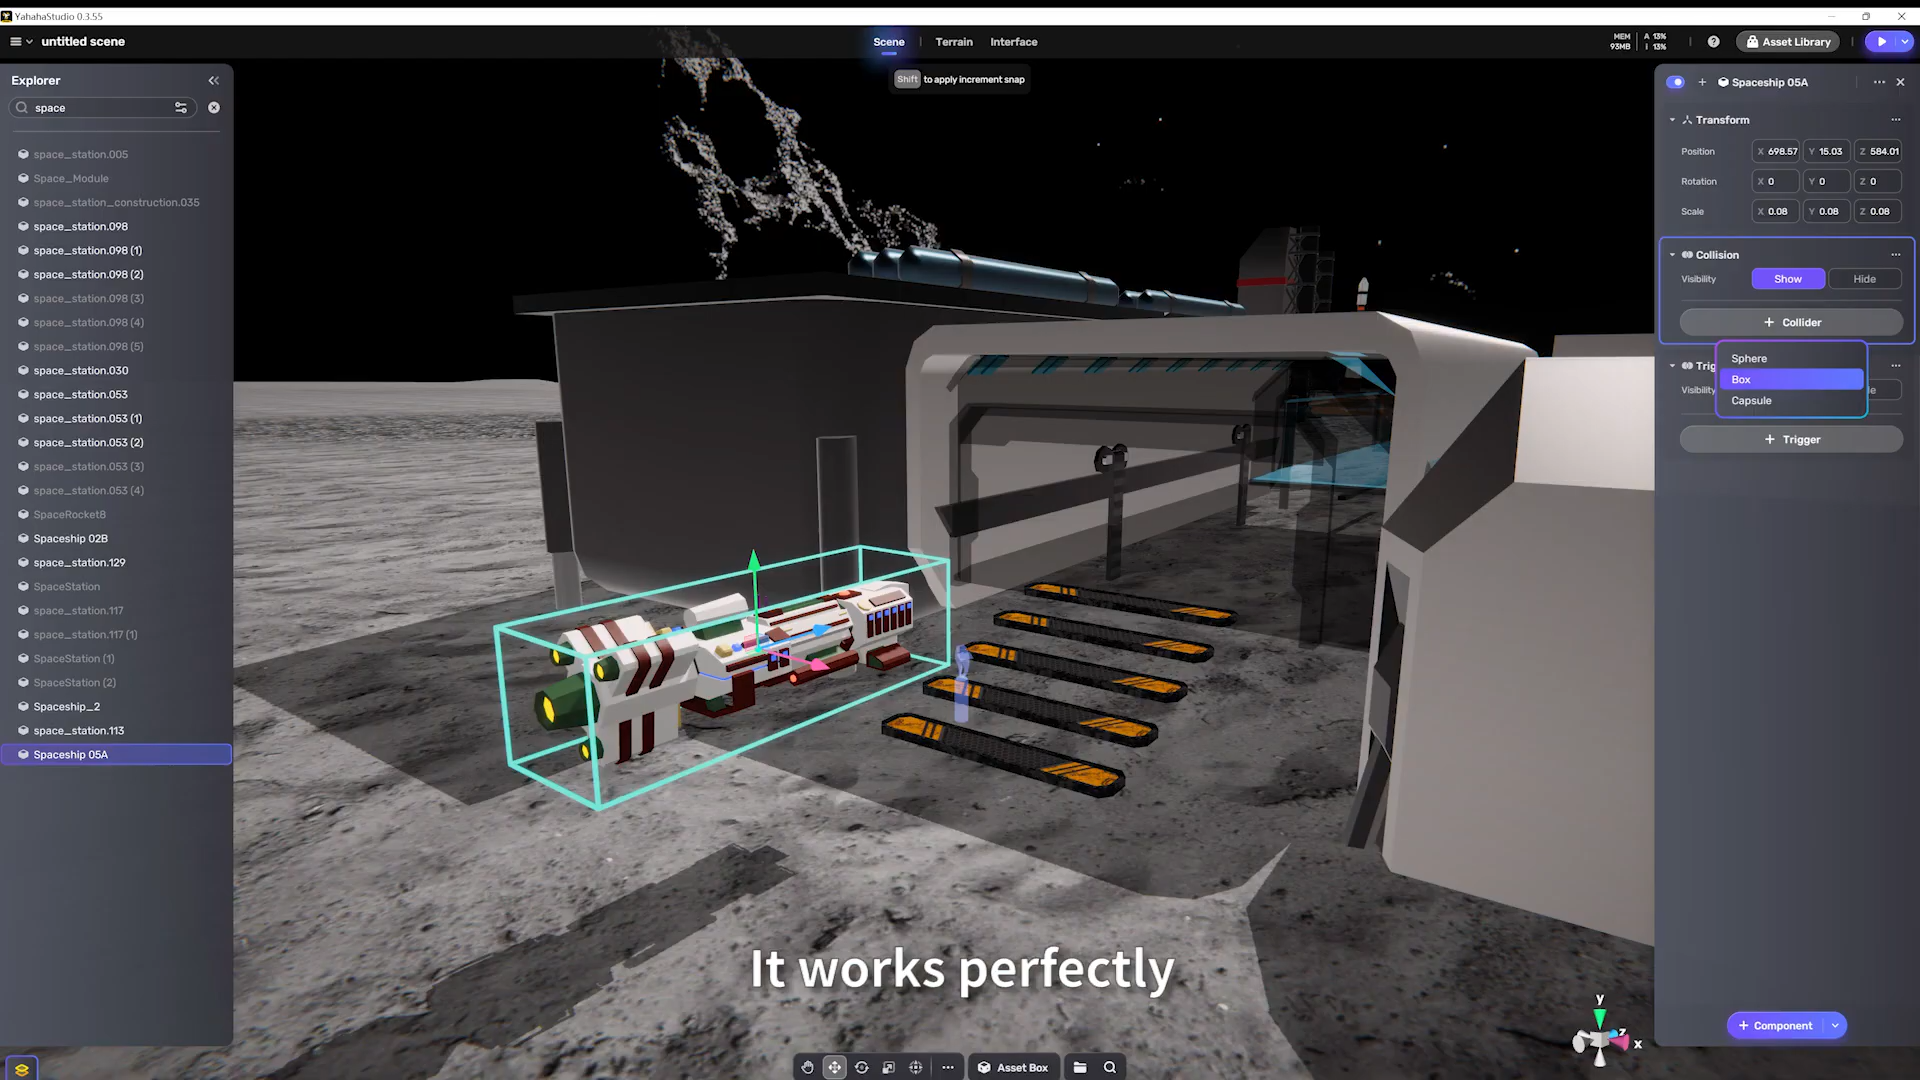 YahahaStudio 0.3.55
untitled scene
Scene
Terrain
Interface
MEM
93MB
A 13%
I 13%
Asset Library
Shift to apply increment snap
Explorer
space
space_station.005
Space_Module
space_station_construction.035
space_station.098
space_station.098 (1)
space_station.098 (2)
space_station.098 (3)
space_station.098 (4)
space_station.098 (5)
space_station.030
space_station.053
space_station.053 (1)
space_station.053 (2)
space_station.053 (3)
space_station.053 (4)
SpaceRocket8
Spaceship 02B
space_station.129
SpaceStation
space_station.117
space_station.117 (1)
SpaceStation (1)
SpaceStation (2)
Spaceship_2
space_station.113
Spaceship 05A
Spaceship 05A
Transform
Position X 698.57 Y 15.03 Z 584.01
Rotation X 0 Y 0 Z 0
Scale X 0.08 Y 0.08 Z 0.08
Collision
Visibility Show Hide
+ Collider
Sphere
Box
Capsule
Trig
Visibility
+ Trigger
It works perfectly
y
z
x
+ Component
Asset Box